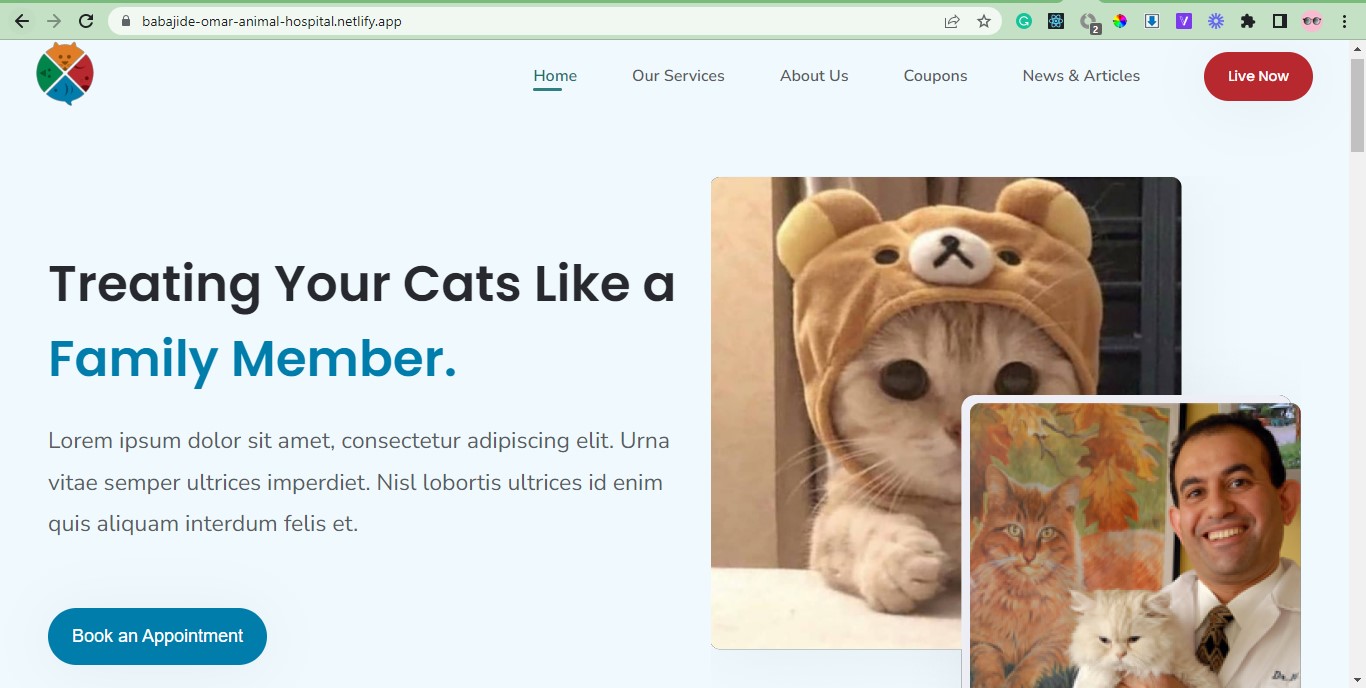 babajide-omar-animal-hospital.netlify.app
2
Home Our Services About Us Coupons News & Articles Live Now
Treating Your Cats Like a
Family Member.
Lorem ipsum dolor sit amet, consectetur adipiscing elit. Urna
vitae semper ultrices imperdiet. Nisl lobortis ultrices id enim
quis aliquam interdum felis et.
Book an Appointment